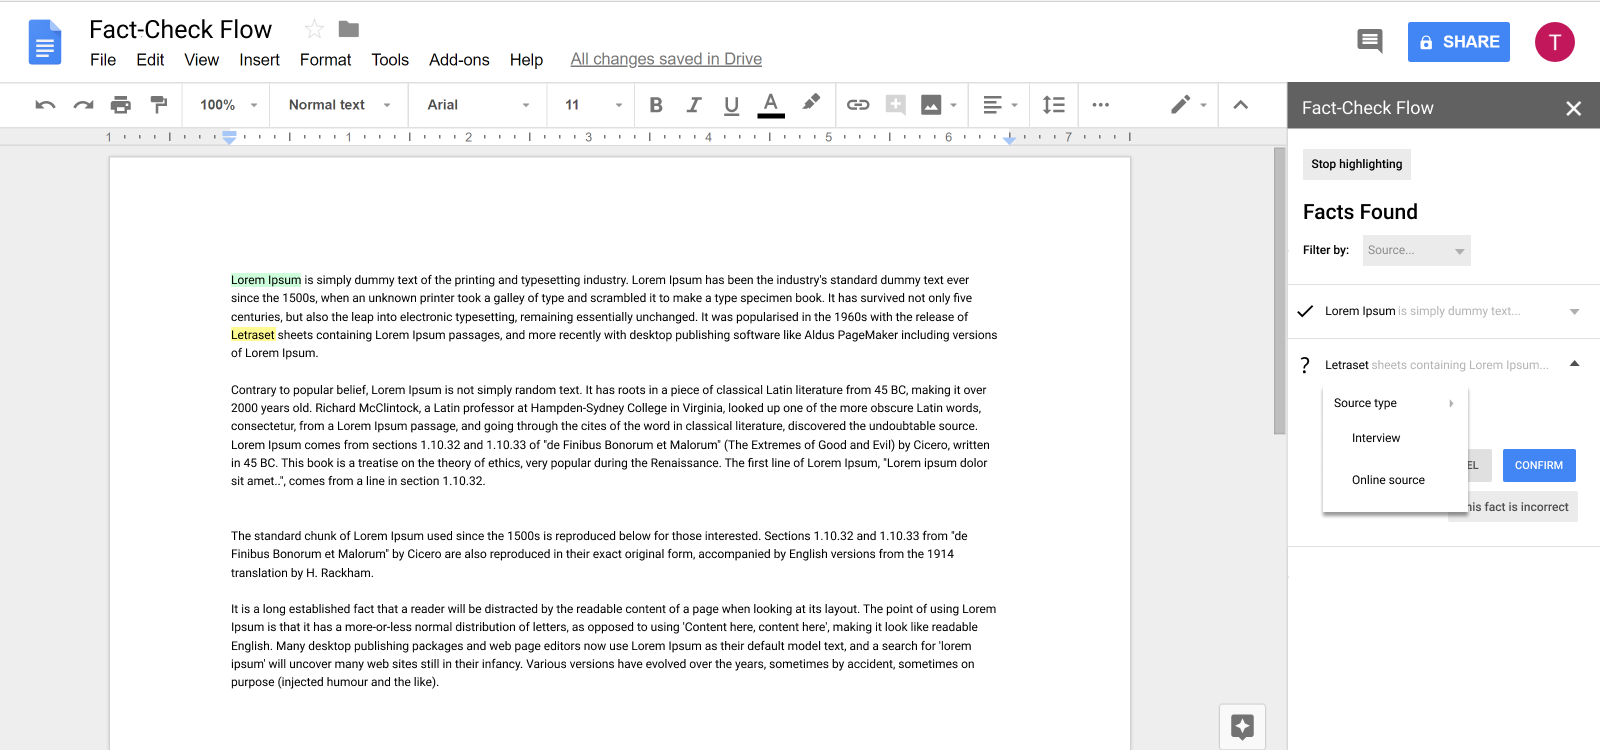 Fact-Check Flow
File Edit View Insert Format Tools Add-ons Help All changes saved in Drive
SHARE
T
100% Normal text Arial 11 B I U A
1 1 2 3 4 5 6 7
Lorem Ipsum is simply dummy text of the printing and typesetting industry. Lorem Ipsum has been the industry's standard dummy text ever
since the 1500s, when an unknown printer took a galley of type and scrambled it to make a type specimen book. It has survived not only five
centuries, but also the leap into electronic typesetting, remaining essentially unchanged. It was popularised in the 1960s with the release of
Letraset sheets containing Lorem Ipsum passages, and more recently with desktop publishing software like Aldus PageMaker including versions
of Lorem Ipsum.
Contrary to popular belief, Lorem Ipsum is not simply random text. It has roots in a piece of classical Latin literature from 45 BC, making it over
2000 years old. Richard McClintock, a Latin professor at Hampden-Sydney College in Virginia, looked up one of the more obscure Latin words,
consectetur, from a Lorem Ipsum passage, and going through the cites of the word in classical literature, discovered the undoubtable source.
Lorem Ipsum comes from sections 1.10.32 and 1.10.33 of "de Finibus Bonorum et Malorum" (The Extremes of Good and Evil) by Cicero, written
in 45 BC. This book is a treatise on the theory of ethics, very popular during the Renaissance. The first line of Lorem Ipsum, "Lorem ipsum dolor
sit amet..", comes from a line in section 1.10.32.
The standard chunk of Lorem Ipsum used since the 1500s is reproduced below for those interested. Sections 1.10.32 and 1.10.33 from "de
Finibus Bonorum et Malorum" by Cicero are also reproduced in their exact original form, accompanied by English versions from the 1914
translation by H. Rackham.
It is a long established fact that a reader will be distracted by the readable content of a page when looking at its layout. The point of using Lorem
Ipsum is that it has a more-or-less normal distribution of letters, as opposed to using 'Content here, content here', making it look like readable
English. Many desktop publishing packages and web page editors now use Lorem Ipsum as their default model text, and a search for 'lorem
ipsum' will uncover many web sites still in their infancy. Various versions have evolved over the years, sometimes by accident, sometimes on
purpose (injected humour and the like).
Fact-Check Flow
Stop highlighting
Facts Found
Filter by: Source...
Lorem Ipsum is simply dummy text...
? Letraset sheets containing Lorem Ipsum...
Source type
Interview
Online source
EL
CONFIRM
his fact is incorrect